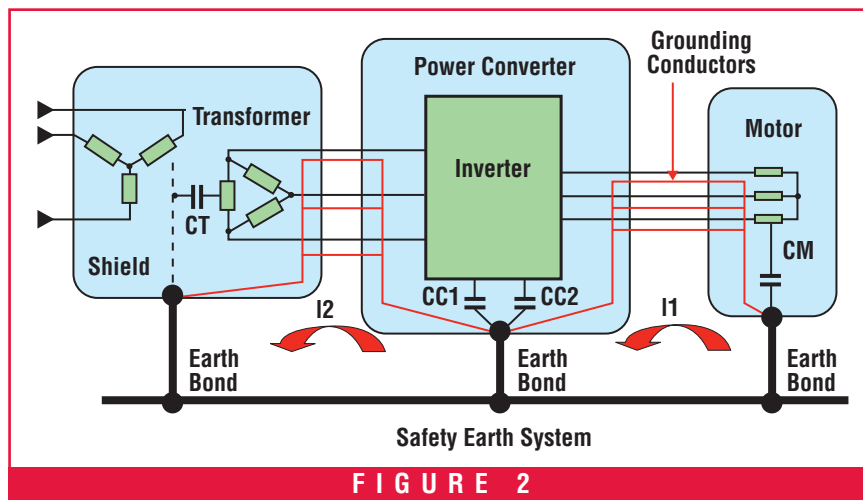 Grounding
Conductors
Power Converter
Transformer
Motor
Inverter
CT
Shield
CM
CC1
CC2
I2
I1
Earth
Bond
Earth
Bond
Earth
Bond
Safety Earth System
FIGURE 2